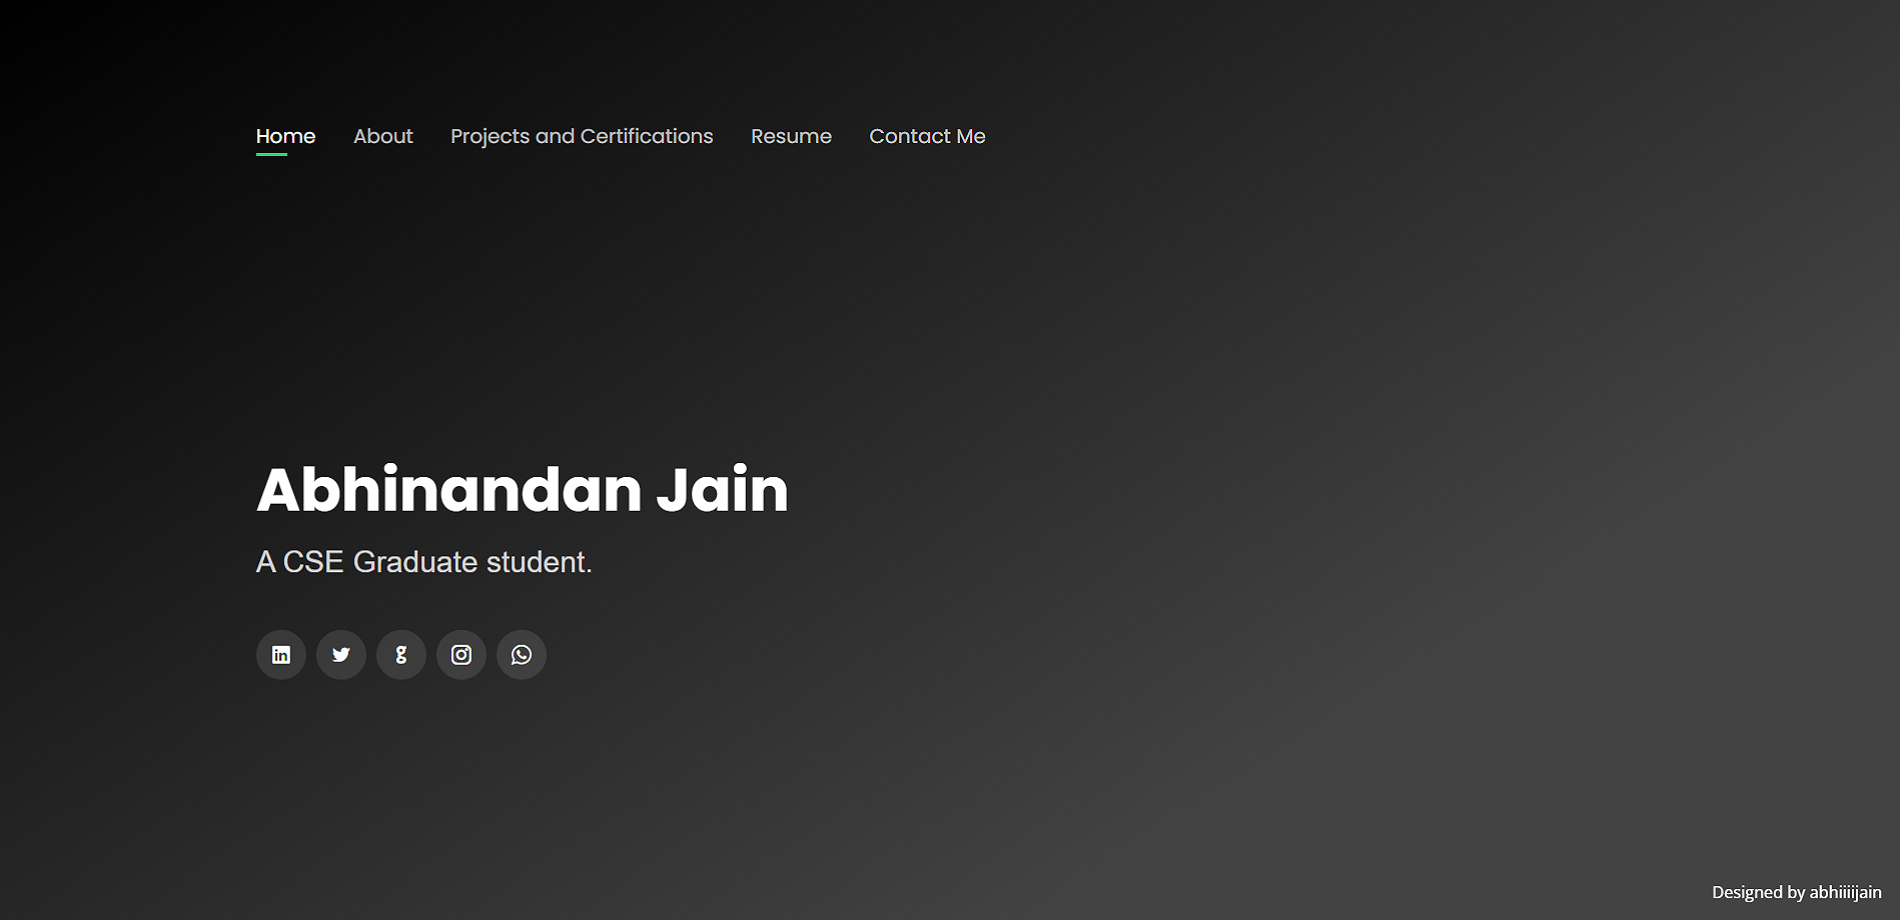 Home About Projects and Certifications Resume Contact Me
Abhinandan Jain
A CSE Graduate student.
Designed by abhiiiijain